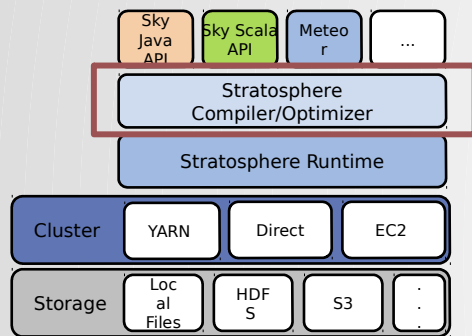 Sky
Java
API
Sky Scala
API
Meteo
r
...
Stratosphere
Compiler/Optimizer
Stratosphere Runtime
Cluster
YARN
Direct
EC2
Storage
Loc
al
Files
HDF
S
S3
.
.
.